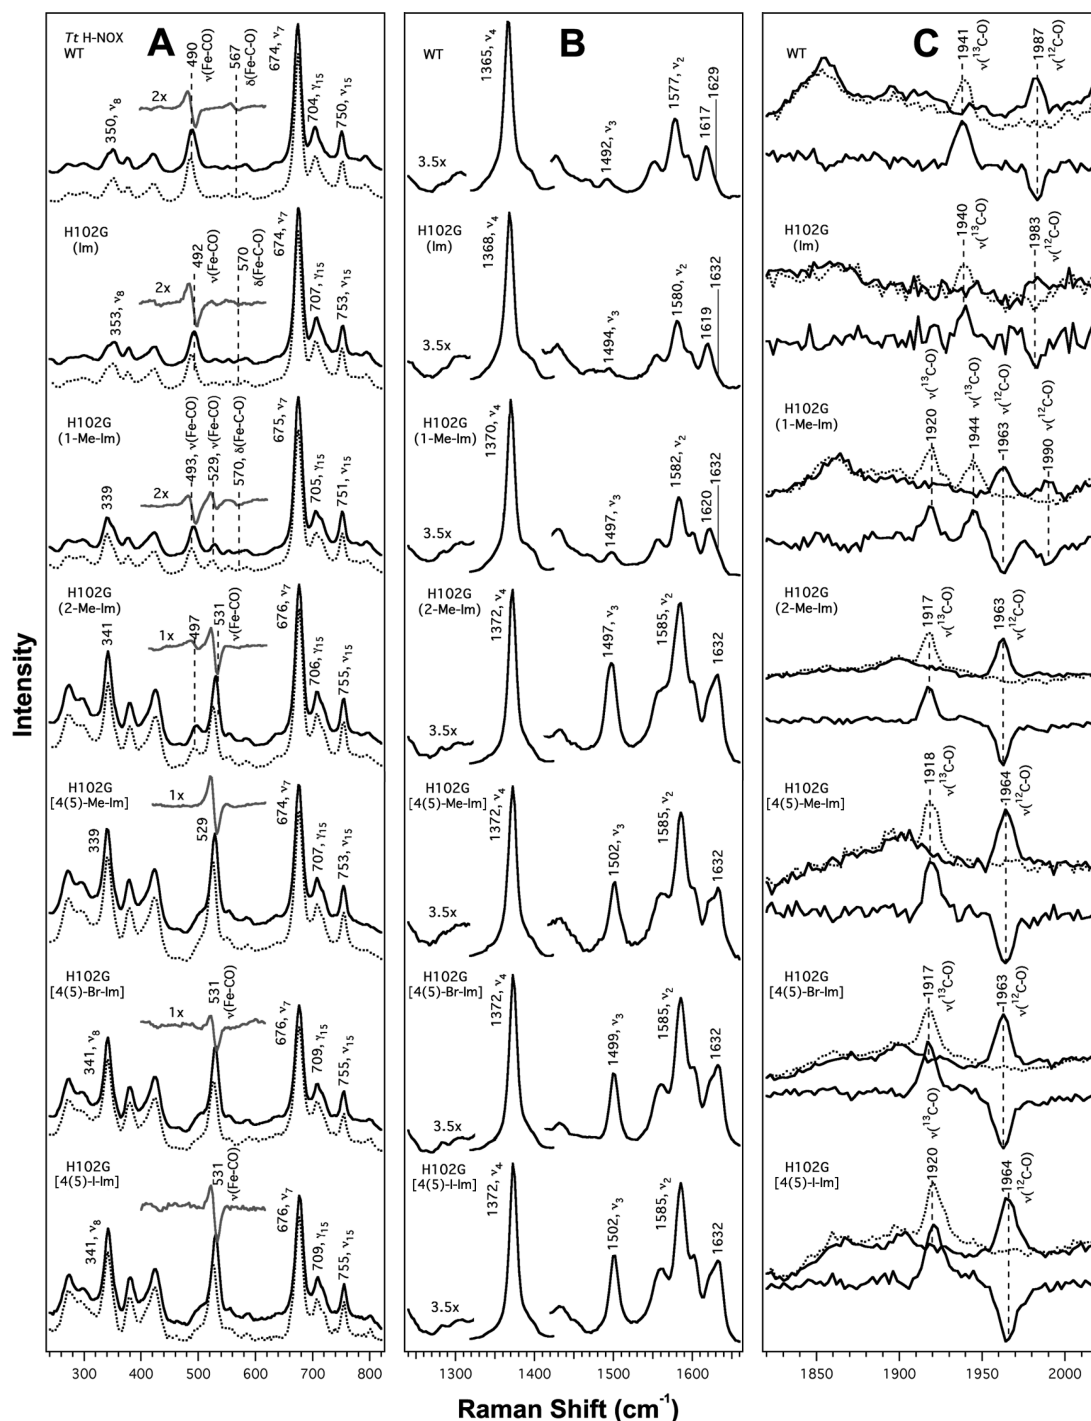 A
B
C
Tt H-NOX
WT
350, ν8
2x
490
ν(Fe-CO)
567
δ(Fe-C-O)
674, ν7
704, γ15
750, ν15
H102G
(Im)
353, ν8
2x
492
ν(Fe-CO)
570
δ(Fe-C-O)
674, ν7
707, γ15
753, ν15
H102G
(1-Me-Im)
339
2x
493, ν(Fe-CO)
529, ν(Fe-CO)
570, δ(Fe-C-O)
675, ν7
705, γ15
751, ν15
H102G
(2-Me-Im)
341
1x
497
531
ν(Fe-CO)
676, ν7
706, γ15
755, ν15
H102G
[4(5)-Me-Im]
339
1x
529
674, ν7
707, γ15
753, ν15
H102G
[4(5)-Br-Im]
341, ν8
1x
531
ν(Fe-CO)
676, ν7
709, γ15
755, ν15
H102G
[4(5)-I-Im]
341, ν8
531
ν(Fe-CO)
676, ν7
709, γ15
755, ν15
WT
3.5x
1365, ν4
1492, ν3
1577, ν2
1617
1629
H102G
(Im)
3.5x
1368, ν4
1494, ν3
1580, ν2
1619
1632
H102G
(1-Me-Im)
3.5x
1370, ν4
1497, ν3
1582, ν2
1620
1632
H102G
(2-Me-Im)
3.5x
1372, ν4
1497, ν3
1585, ν2
1632
H102G
[4(5)-Me-Im]
3.5x
1372, ν4
1502, ν3
1585, ν2
1632
H102G
[4(5)-Br-Im]
3.5x
1372, ν4
1499, ν3
1585, ν2
1632
H102G
[4(5)-I-Im]
3.5x
1372, ν4
1502, ν3
1585, ν2
1632
WT
1941
ν(13C-O)
1987
ν(12C-O)
H102G
(Im)
1940
ν(13C-O)
1983
ν(12C-O)
H102G
(1-Me-Im)
1920 ν(13C-O)
1944 ν(13C-O)
1963 ν(12C-O)
1990 ν(12C-O)
H102G
(2-Me-Im)
1917
ν(13C-O)
1963
ν(12C-O)
H102G
[4(5)-Me-Im]
1918
ν(13C-O)
1964
ν(12C-O)
H102G
[4(5)-Br-Im]
1917
ν(13C-O)
1963
ν(12C-O)
H102G
[4(5)-I-Im]
1920 ν(13C-O)
1964
ν(12C-O)
Intensity
300 400 500 600 700 800
1300 1400 1500 1600
1850 1900 1950 2000
Raman Shift (cm-1)